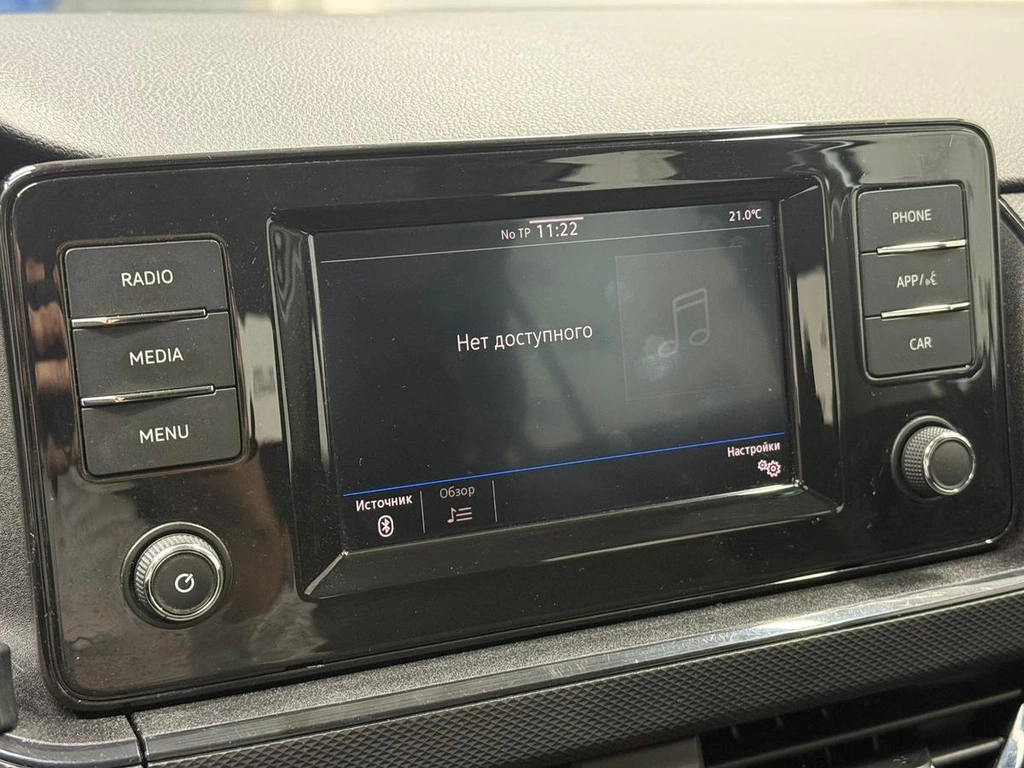 RADIO
MEDIA
MENU
No TP 11:22
21.0°C
Нет доступного
Настройки
Источник
Обзор
PHONE
APP/
CAR